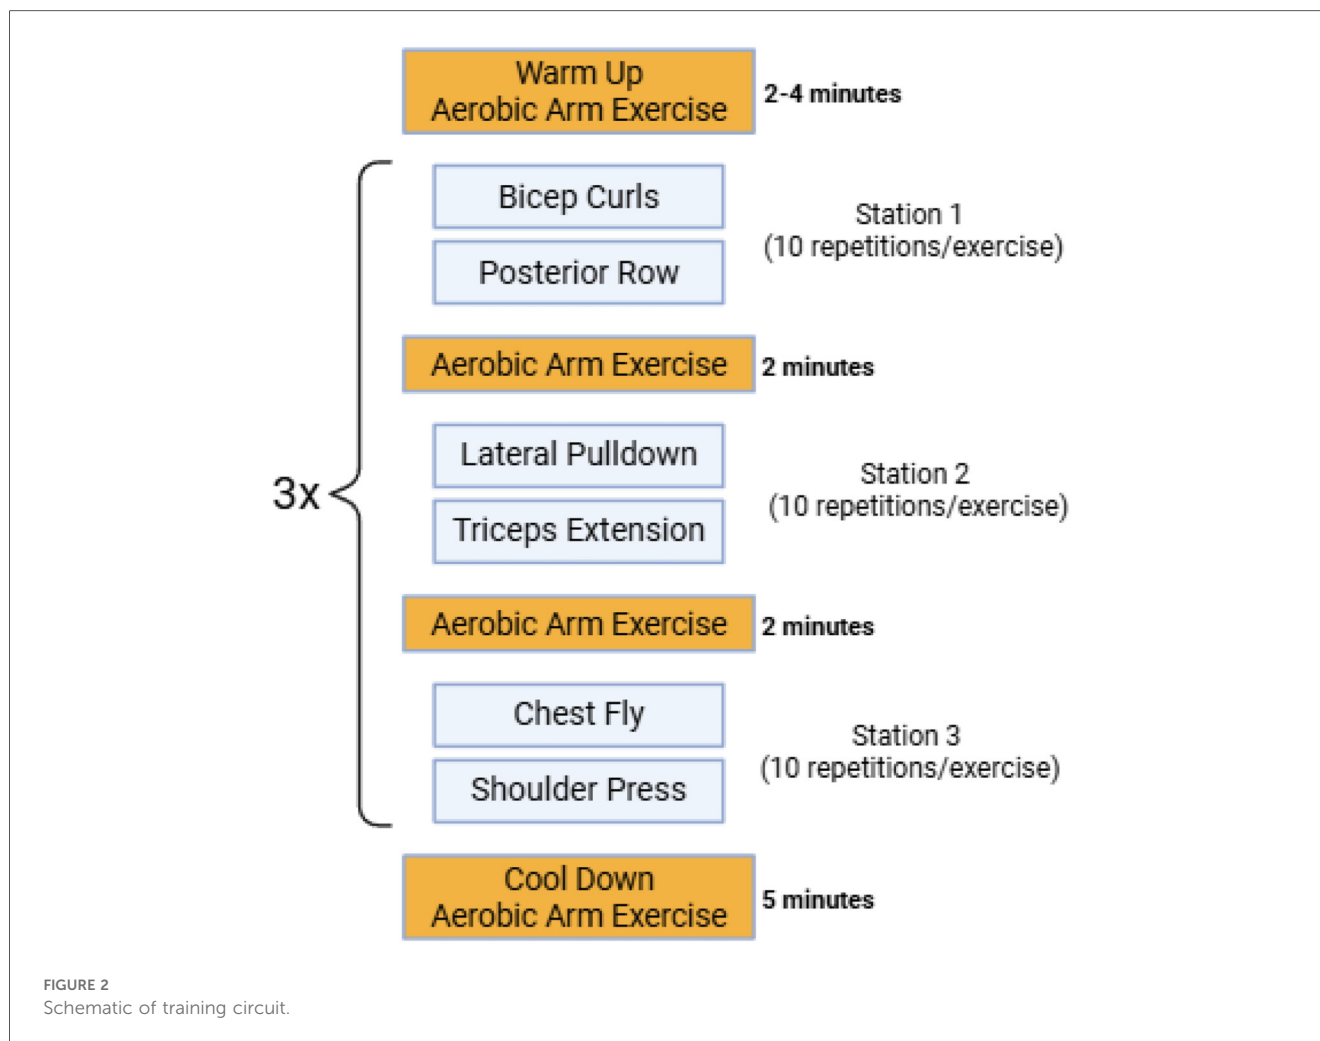 Warm Up
Aerobic Arm Exercise
2-4 minutes
Bicep Curls
Posterior Row
Station 1
(10 repetitions/exercise)
Aerobic Arm Exercise
2 minutes
3x
Lateral Pulldown
Triceps Extension
Station 2
(10 repetitions/exercise)
Aerobic Arm Exercise
2 minutes
Chest Fly
Shoulder Press
Station 3
(10 repetitions/exercise)
Cool Down
Aerobic Arm Exercise
5 minutes
FIGURE 2
Schematic of training circuit.